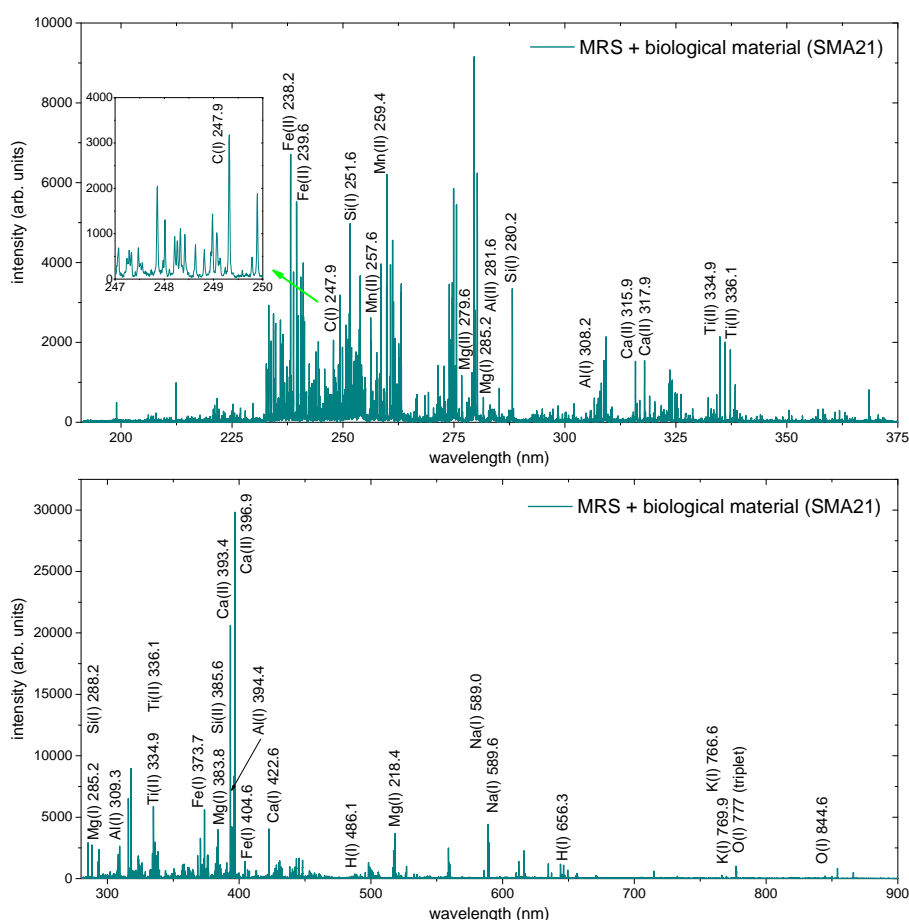 10000
8000
6000
4000
2000
0
intensity (arb. units)
MRS + biological material (SMA21)
4000
3000
2000
1000
0
247
248
249
250
C(I) 247.9
Fe(II) 238.2
Fe(II) 239.6
C(I) 247.9
Si(I) 251.6
Mn(II) 257.6
Mn(II) 259.4
Mg(II) 279.6
Mg(I) 285.2
Al(II) 281.6
Si(I) 280.2
Al(I) 308.2
Ca(II) 315.9
Ca(II) 317.9
Ti(II) 334.9
Ti(II) 336.1
200
225
250
275
300
325
350
375
wavelength (nm)
30000
25000
20000
15000
10000
5000
0
intensity (arb. units)
MRS + biological material (SMA21)
Si(I) 288.2
Mg(I) 285.2
Al(I) 309.3
Ti(II) 336.1
Ti(II) 334.9
Fe(I) 373.7
Si(II) 385.6
Mg(I) 383.8
Ca(II) 393.4
Ca(II) 396.9
Al(I) 394.4
Fe(I) 404.6
Ca(I) 422.6
H(I) 486.1
Mg(I) 218.4
Na(I) 589.0
Na(I) 589.6
H(I) 656.3
K(I) 766.6
K(I) 769.9
O(I) 777 (triplet)
O(I) 844.6
300
400
500
600
700
800
900
wavelength (nm)